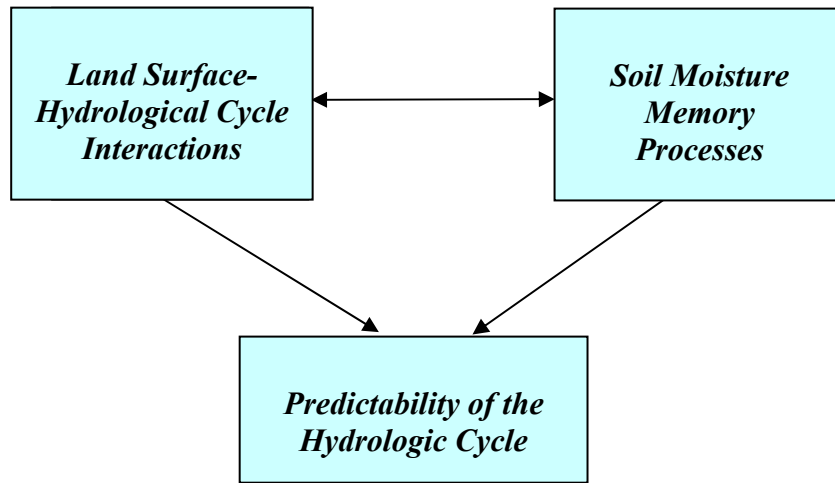 Land Surface-
Hydrological Cycle
Interactions
Soil Moisture
Memory
Processes
Predictability of the
Hydrologic Cycle